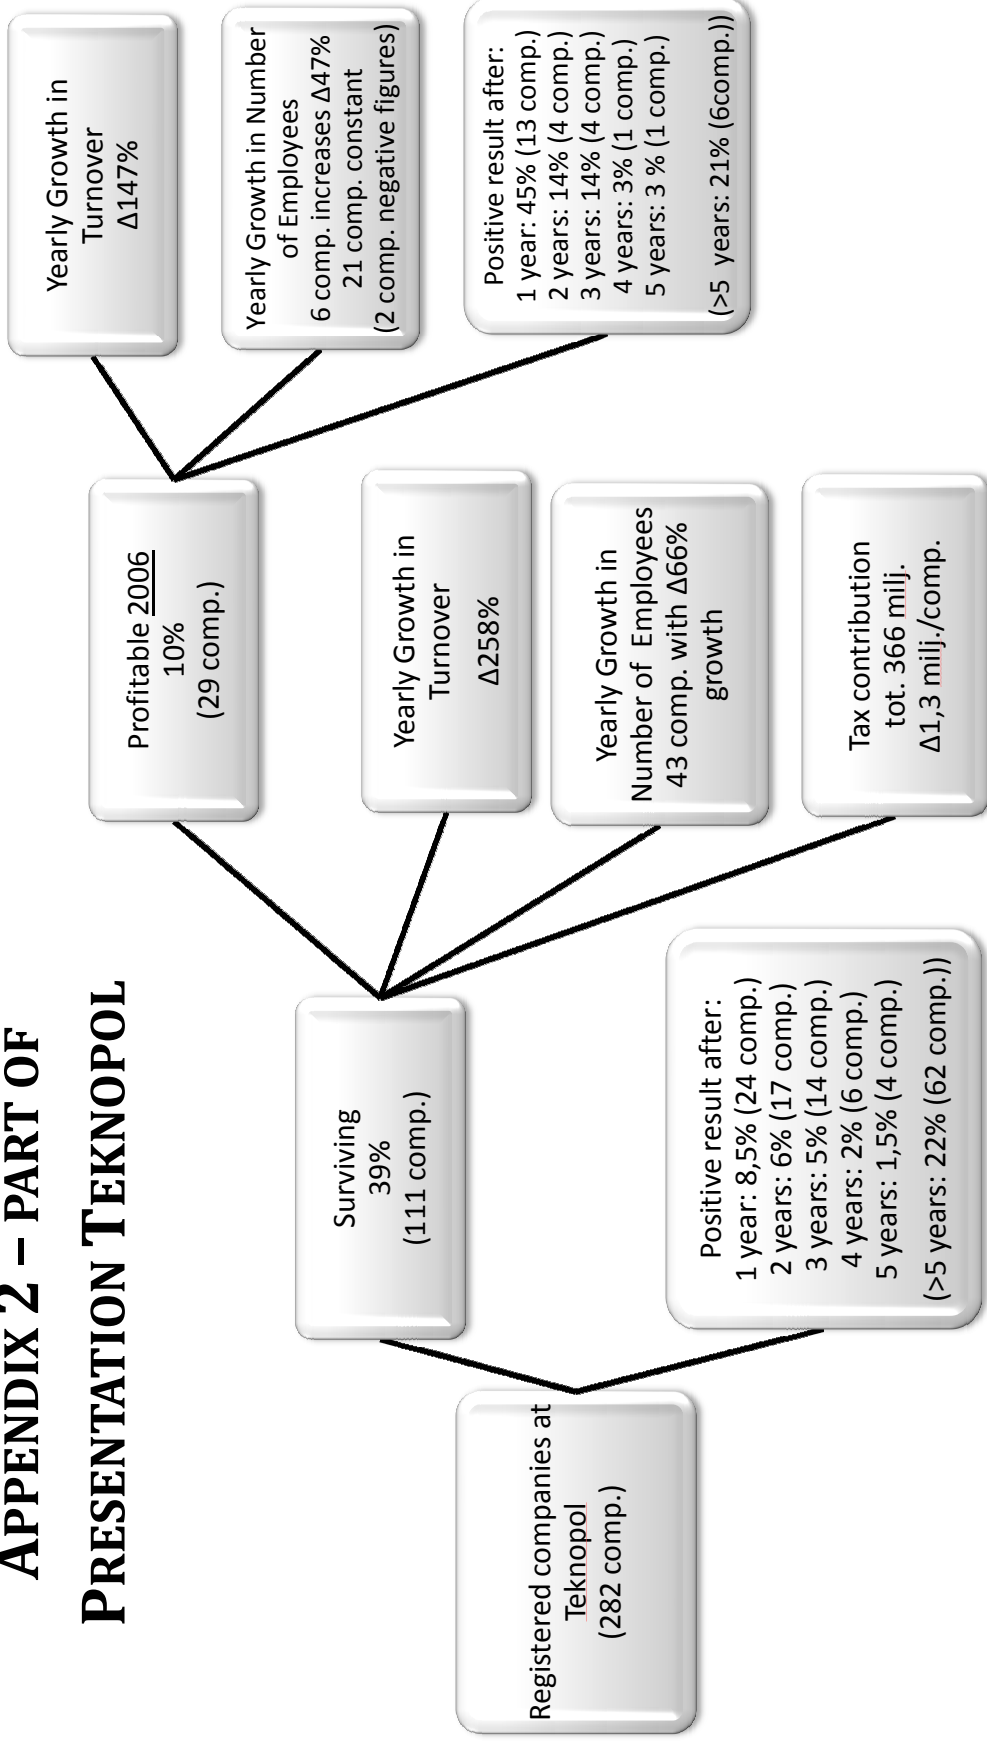 APPENDIX 2 – PART OF
PRESENTATION TEKNOPOL
Registered companies at
Teknopol
(282 comp.)
Surviving
39%
(111 comp.)
Positive result after:
1 year: 8,5% (24 comp.)
2 years: 6% (17 comp.)
3 years: 5% (14 comp.)
4 years: 2% (6 comp.)
5 years: 1,5% (4 comp.)
(>5 years: 22% (62 comp.))
Profitable 2006
10%
(29 comp.)
Yearly Growth in
Turnover
Δ258%
Yearly Growth in
Number of Employees
43 comp. with Δ66%
growth
Tax contribution
tot. 366 milj.
Δ1,3 milj./comp.
Yearly Growth in
Turnover
Δ147%
Yearly Growth in Number
of Employees
6 comp. increases Δ47%
21 comp. constant
(2 comp. negative figures)
Positive result after:
1 year: 45% (13 comp.)
2 years: 14% (4 comp.)
3 years: 14% (4 comp.)
4 years: 3% (1 comp.)
5 years: 3 % (1 comp.)
(>5 years: 21% (6comp.))